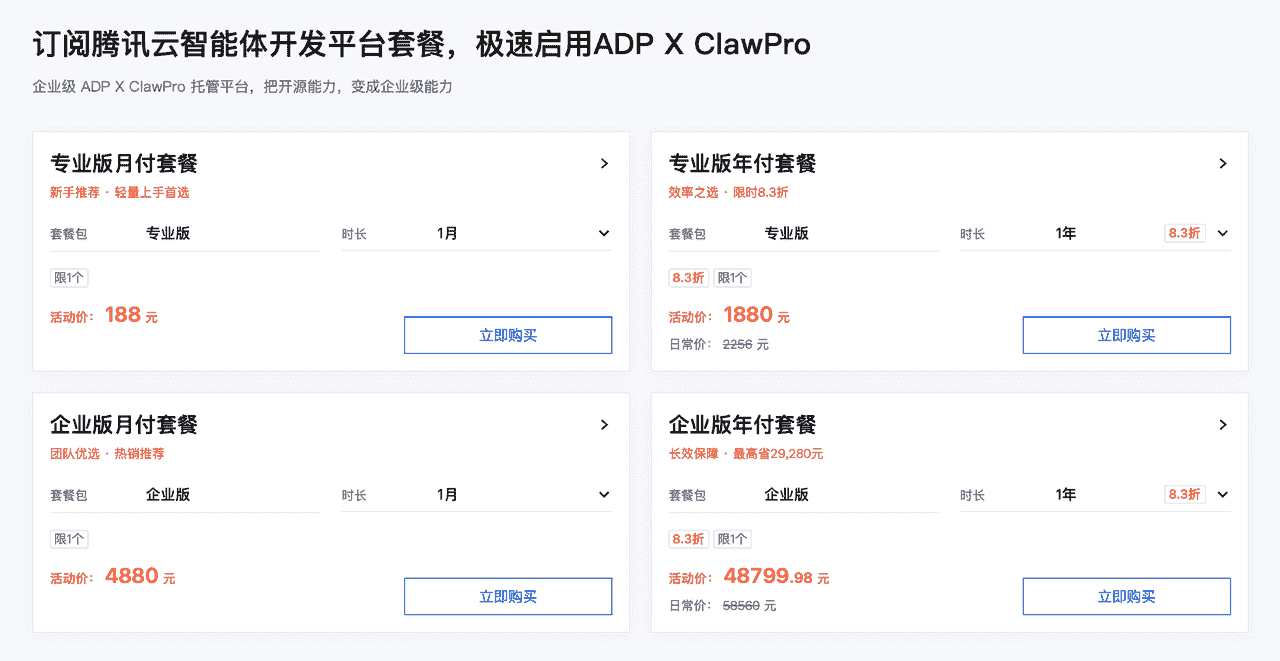 订阅腾讯云智能体开发平台套餐，极速启用ADP X ClawPro
企业级 ADP X ClawPro 托管平台，把开源能力，变成企业级能力
专业版月付套餐
新手推荐 · 轻量上手首选
套餐包 专业版 时长 1月
限1个
活动价： 188 元
立即购买
专业版年付套餐
效率之选 · 限时8.3折
套餐包 专业版 时长 1年 8.3折
8.3折 限1个
活动价： 1880 元
日常价： 2256 元
立即购买
企业版月付套餐
团队优选 · 热销推荐
套餐包 企业版 时长 1月
限1个
活动价： 4880 元
立即购买
企业版年付套餐
长效保障 · 最高省29,280元
套餐包 企业版 时长 1年 8.3折
8.3折 限1个
活动价： 48799.98 元
日常价： 58560 元
立即购买